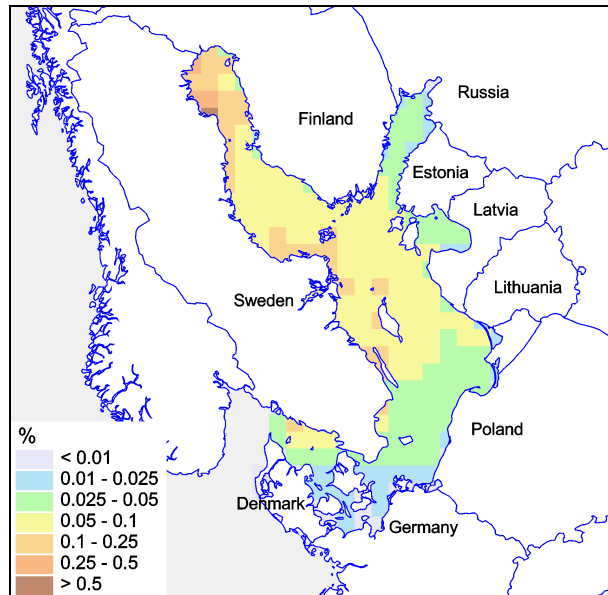 Russia
Finland
Estonia
Latvia
Lithuania
Sweden
Poland
Denmark
Germany
%
< 0.01
0.01 - 0.025
0.025 - 0.05
0.05 - 0.1
0.1 - 0.25
0.25 - 0.5
> 0.5